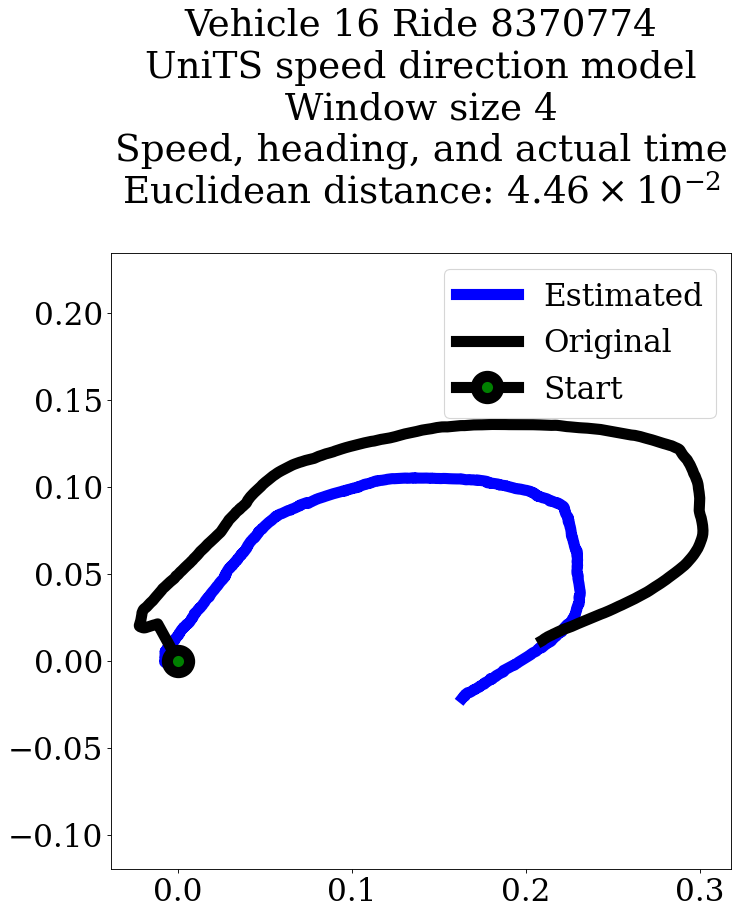 Vehicle 16 Ride 8370774
UniTS speed direction model
Window size 4
Speed, heading, and actual time
Euclidean distance: 4.46 × 10⁻²
Estimated
Original
Start
0.20
0.15
0.10
0.05
0.00
−0.05
−0.10
0.0 0.1 0.2 0.3